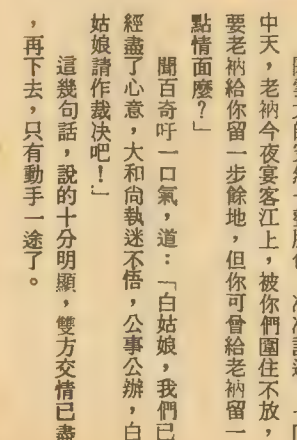 中天，老衲今夜宴客江上，被你們圍住不放，
要老衲給你留一步餘地，但你可曾給老衲留一
點情面麼？」
聞百奇吁一口氣，道：「白姑娘，我們已
經盡了心意，大和尚執迷不悟，公事公辦，白
姑娘請作裁決吧！」
這幾句話，說的十分明顯，雙方交情已盡
，再下去，只有動手一途了。